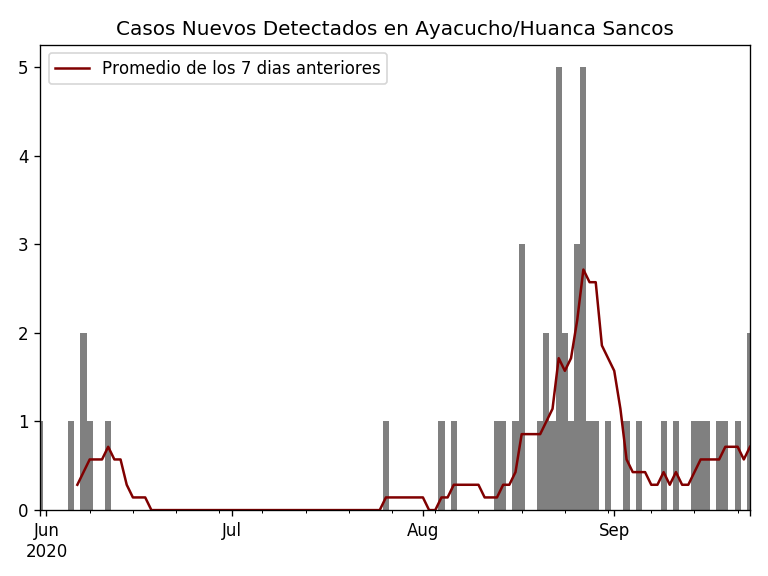 Casos Nuevos Detectados en Ayacucho/Huanca Sancos
Promedio de los 7 dias anteriores
5
4
3
2
1
0
Jun Jul Aug Sep
2020